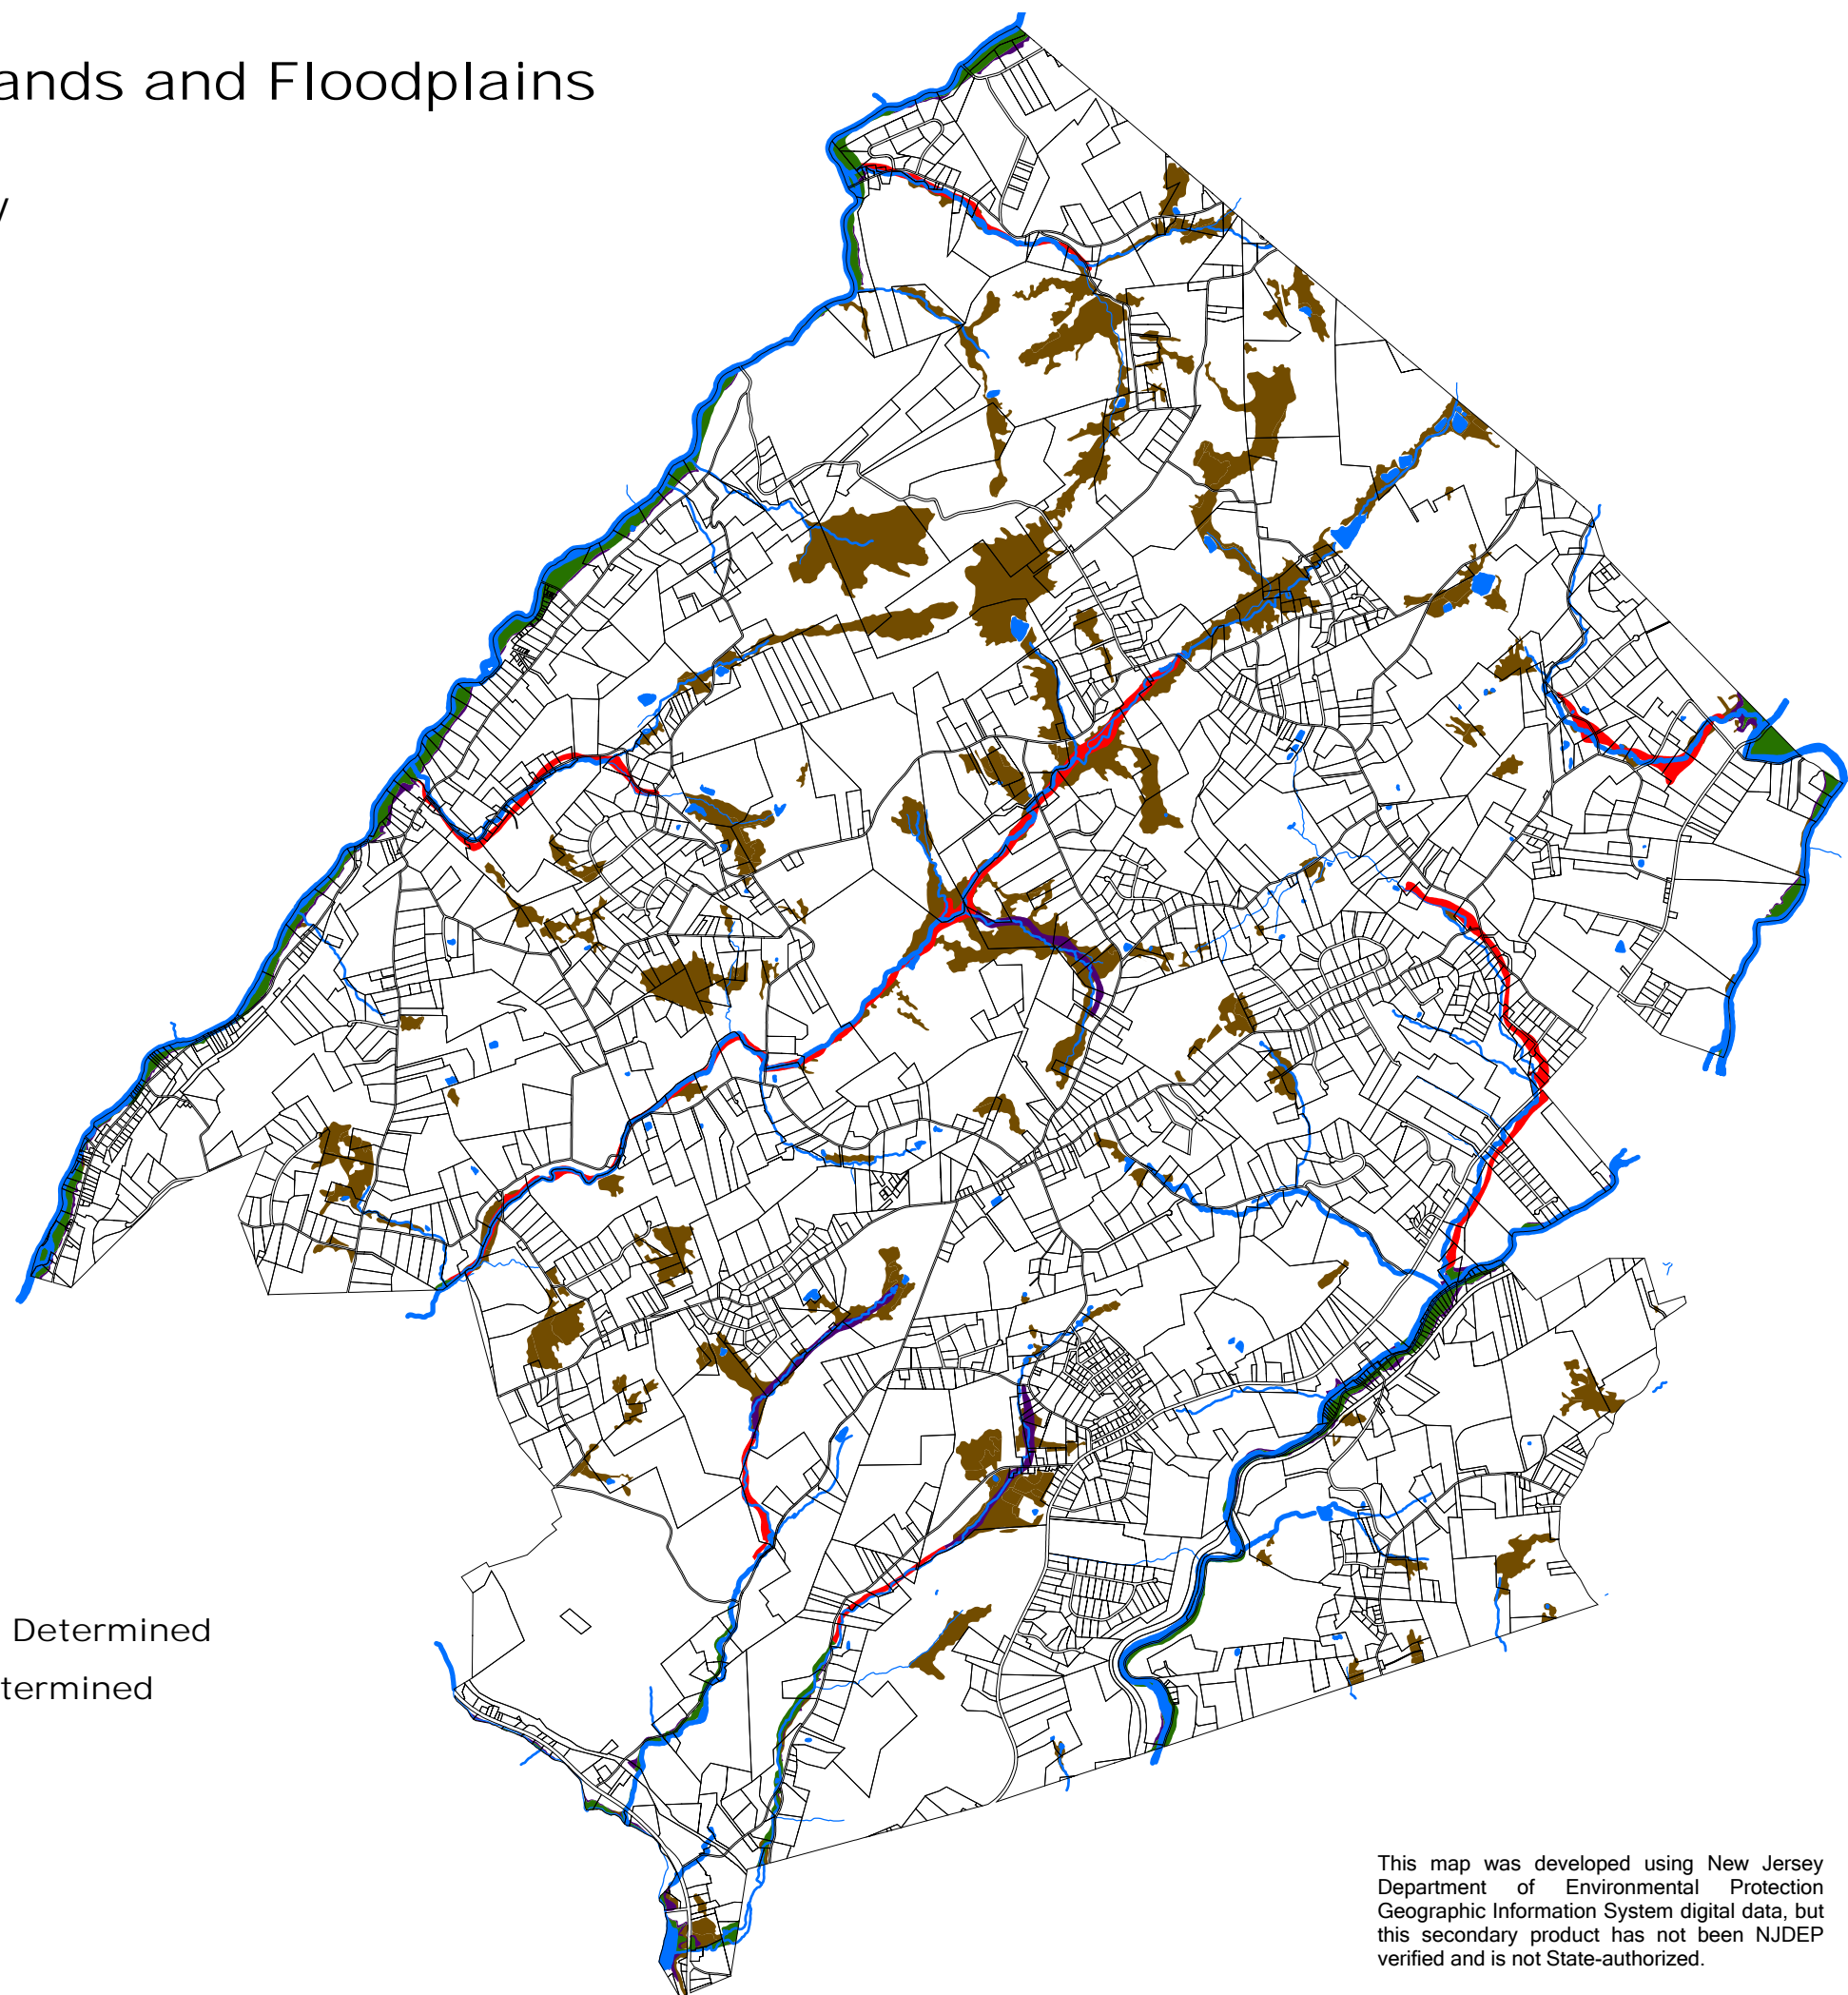 ands and Floodplains
y
Determined
termined
This map was developed using New Jersey
Department of Environmental Protection
Geographic Information System digital data, but
this secondary product has not been NJDEP
verified and is not State-authorized.